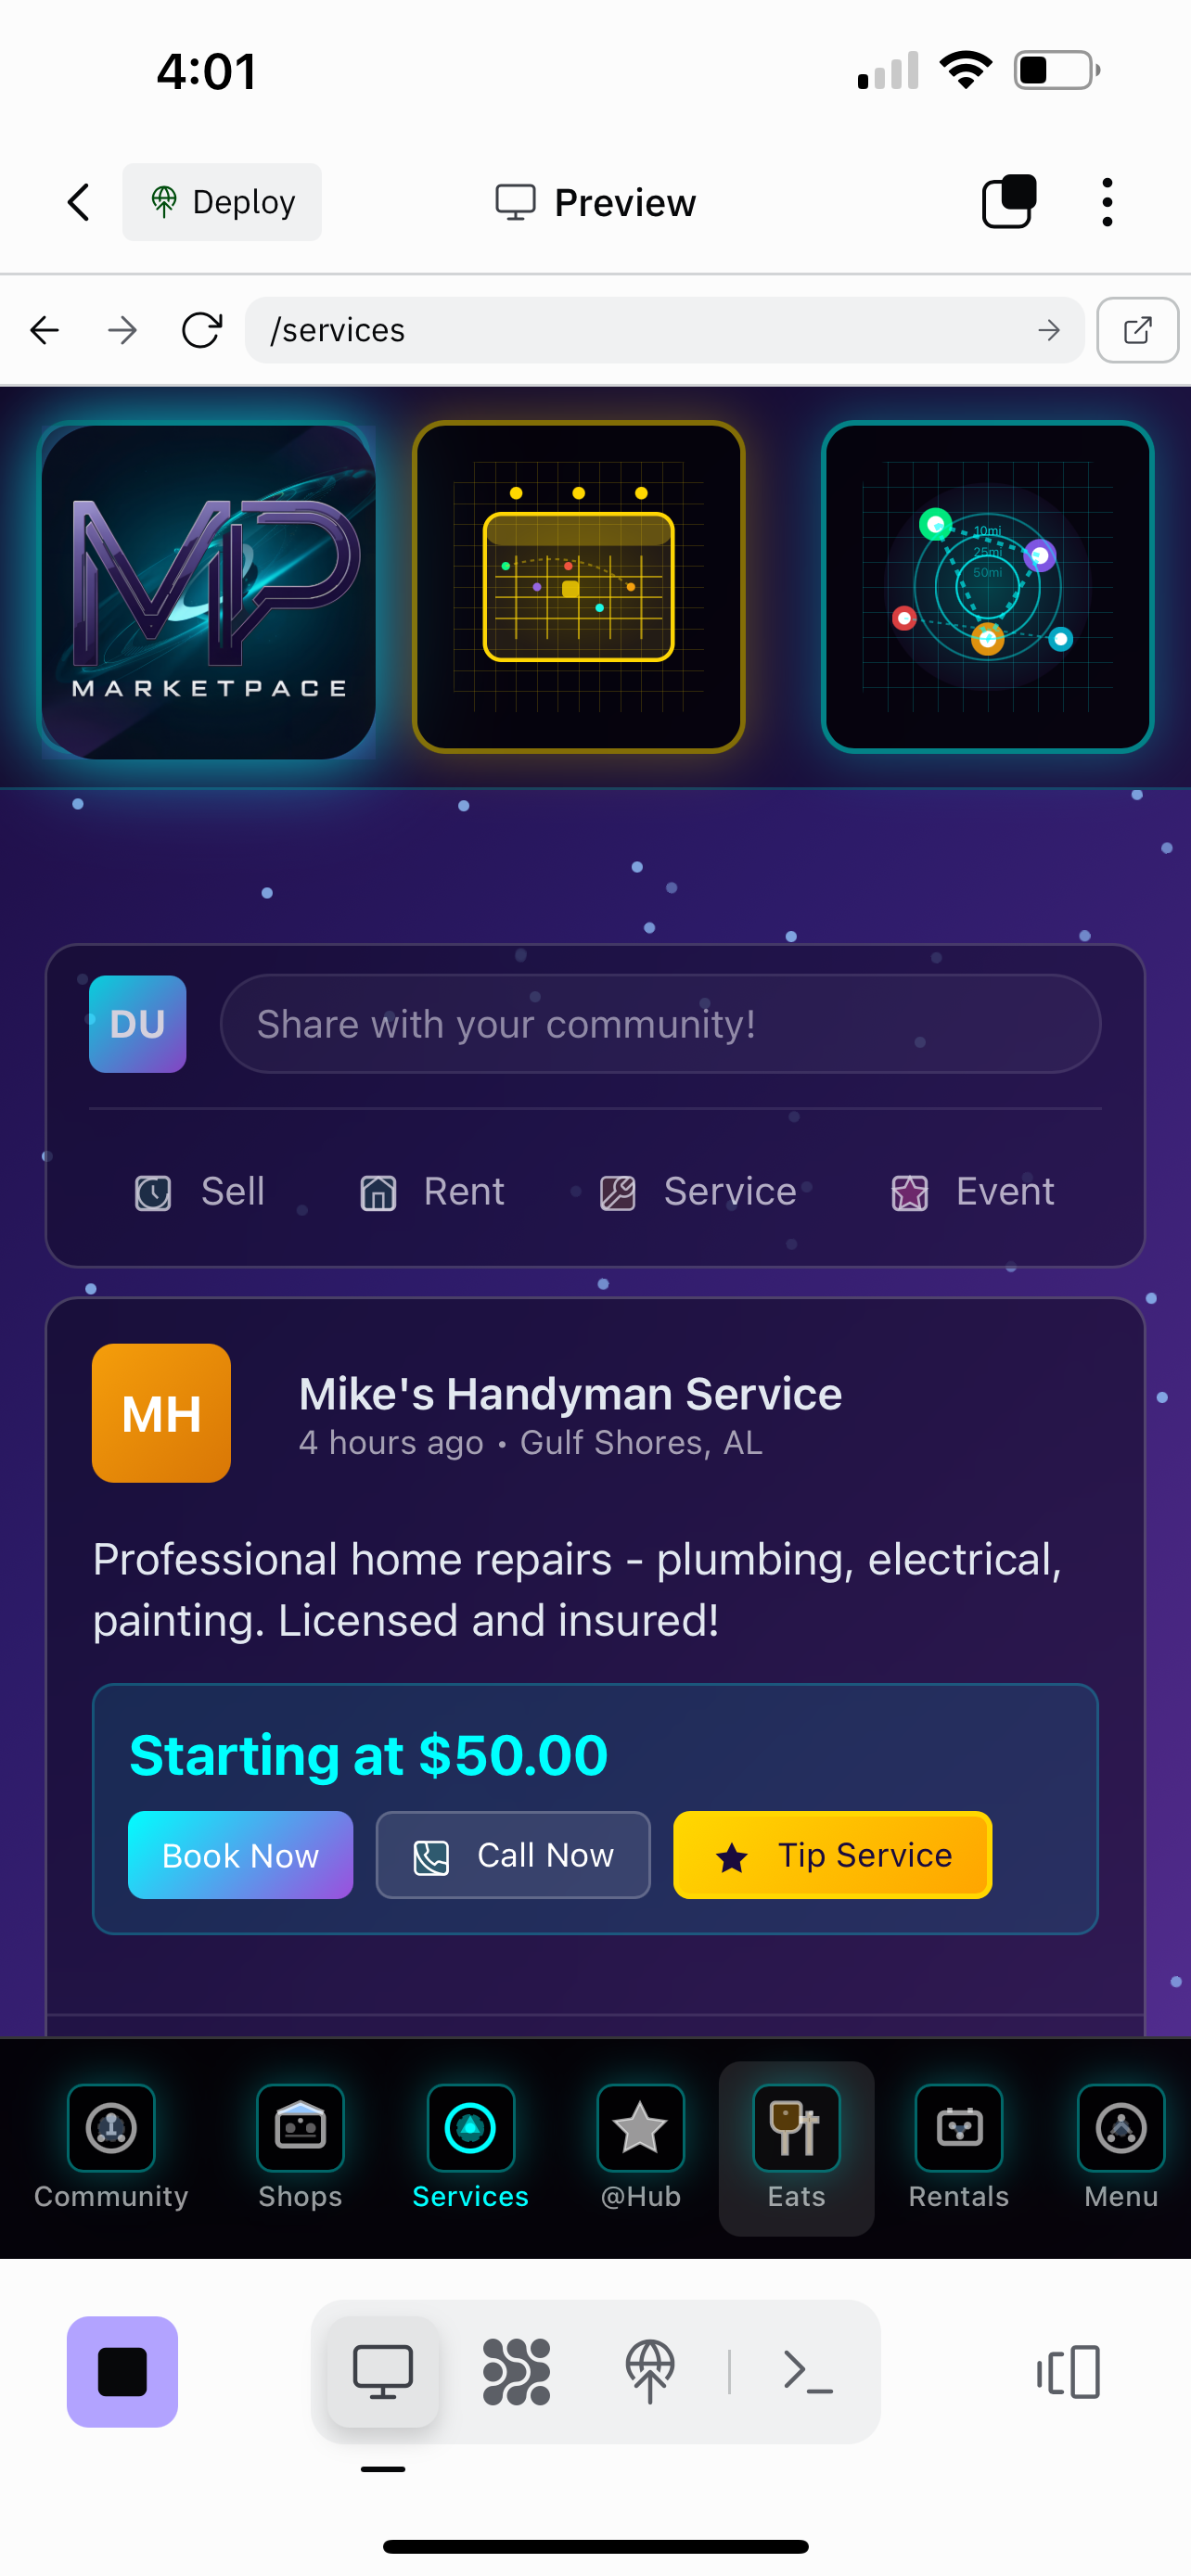 4:01
Deploy
Preview
/services
MP
MARKETPACE
10mi
25mi
50mi
DU
Share with your community!
Sell
Rent
Service
Event
MH
Mike's Handyman Service
4 hours ago • Gulf Shores, AL
Professional home repairs - plumbing, electrical,
painting. Licensed and insured!
Starting at $50.00
Book Now
Call Now
Tip Service
Community
Shops
Services
@Hub
Eats
Rentals
Menu